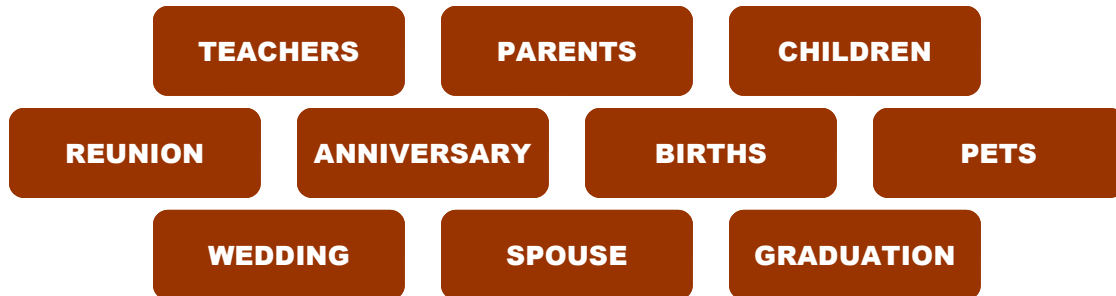 TEACHERS PARENTS CHILDREN
REUNION ANNIVERSARY BIRTHS PETS
WEDDING SPOUSE GRADUATION